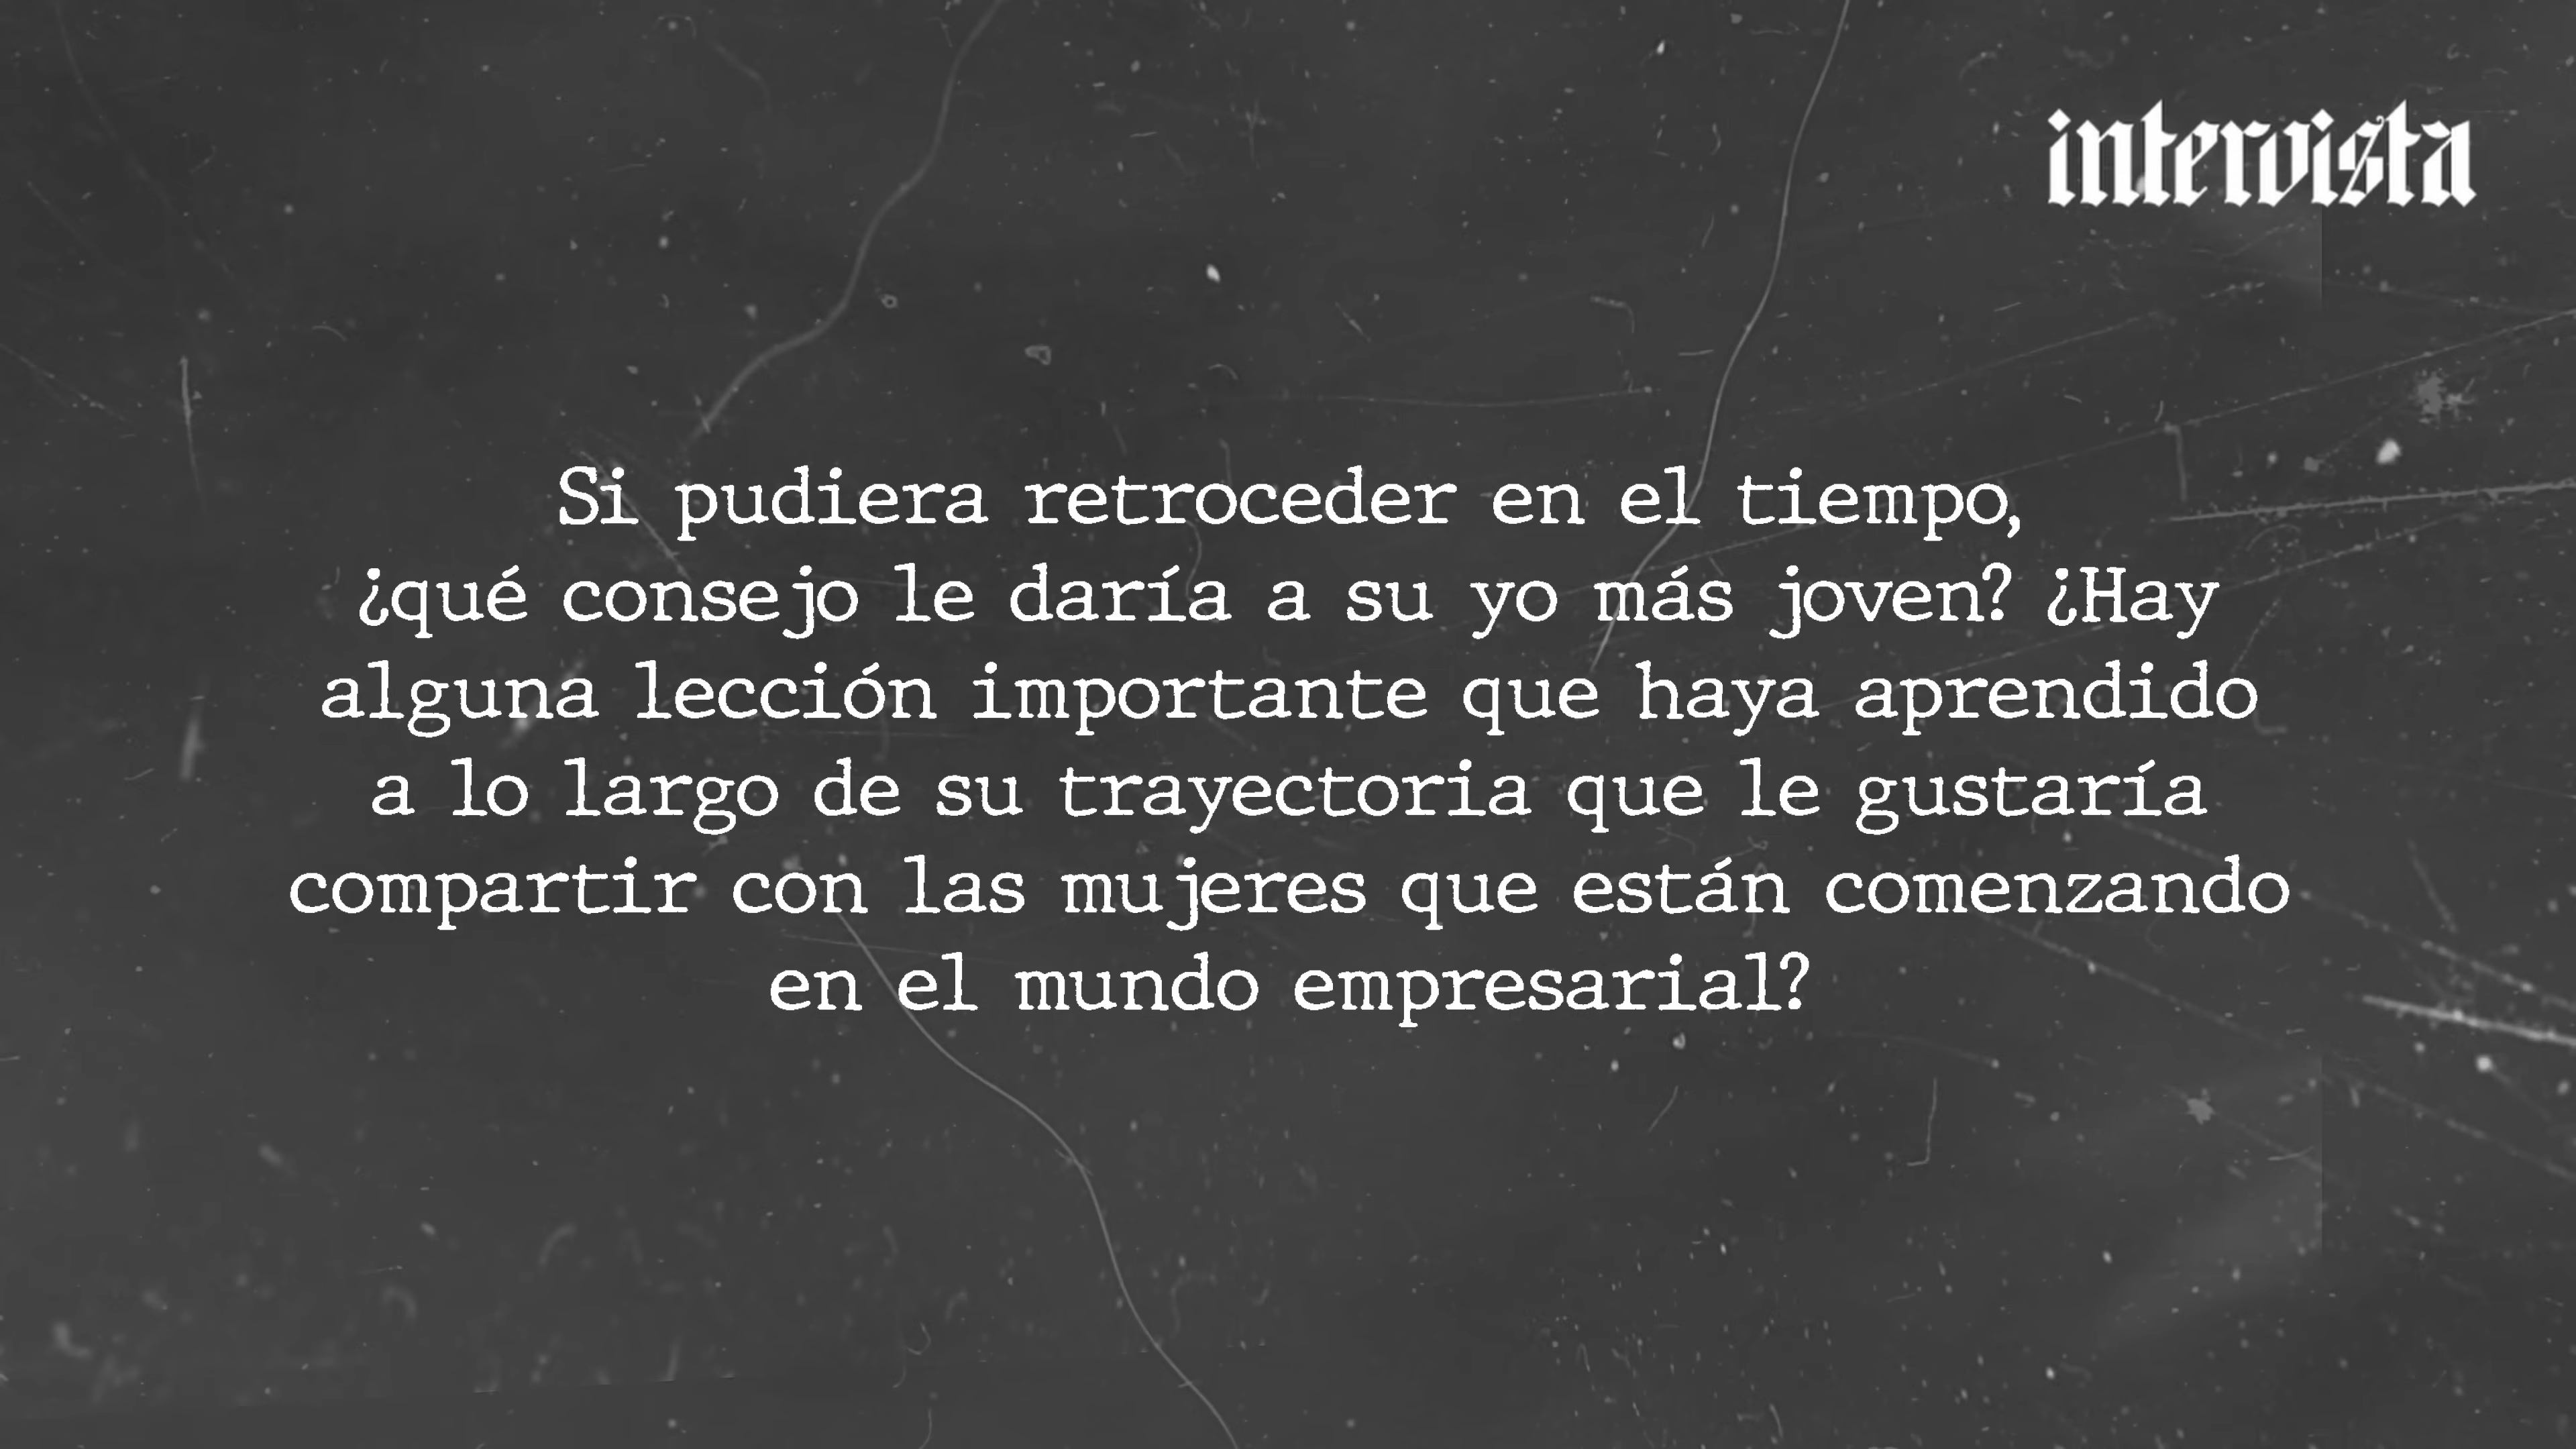 intervista
Si pudiera retroceder en el tiempo,
¿qué consejo le daría a su yo más joven? ¿Hay
alguna lección importante que haya aprendido
a lo largo de su trayectoria que le gustaría
compartir con las mujeres que están comenzando
en el mundo empresarial?